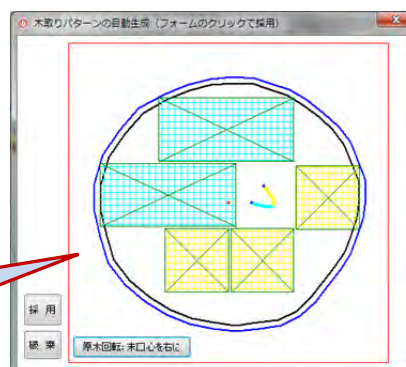 木取りパターンの自動生成（フォームのクリックで採用）
採 用
破 棄
原木回転：末口心を右に